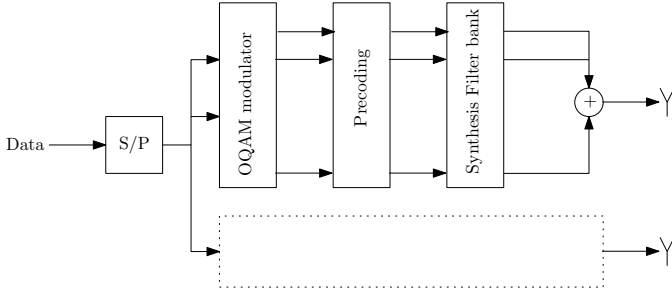 Data
S/P
OQAM modulator
Precoding
Synthesis Filter bank
+